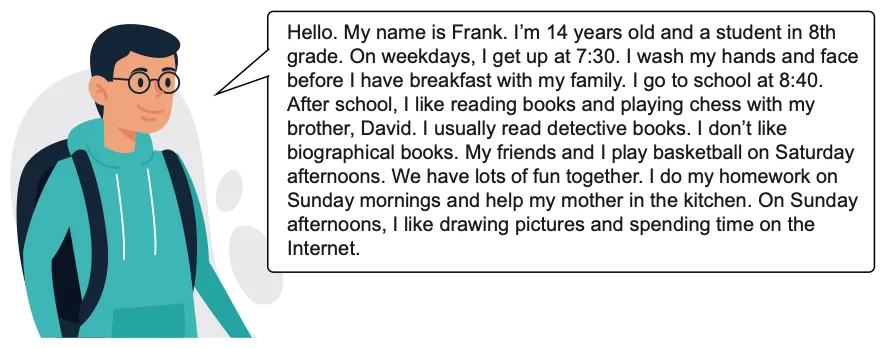 Hello. My name is Frank. I’m 14 years old and a student in 8th
grade. On weekdays, I get up at 7:30. I wash my hands and face
before I have breakfast with my family. I go to school at 8:40.
After school, I like reading books and playing chess with my
brother, David. I usually read detective books. I don’t like
biographical books. My friends and I play basketball on Saturday
afternoons. We have lots of fun together. I do my homework on
Sunday mornings and help my mother in the kitchen. On Sunday
afternoons, I like drawing pictures and spending time on the
Internet.